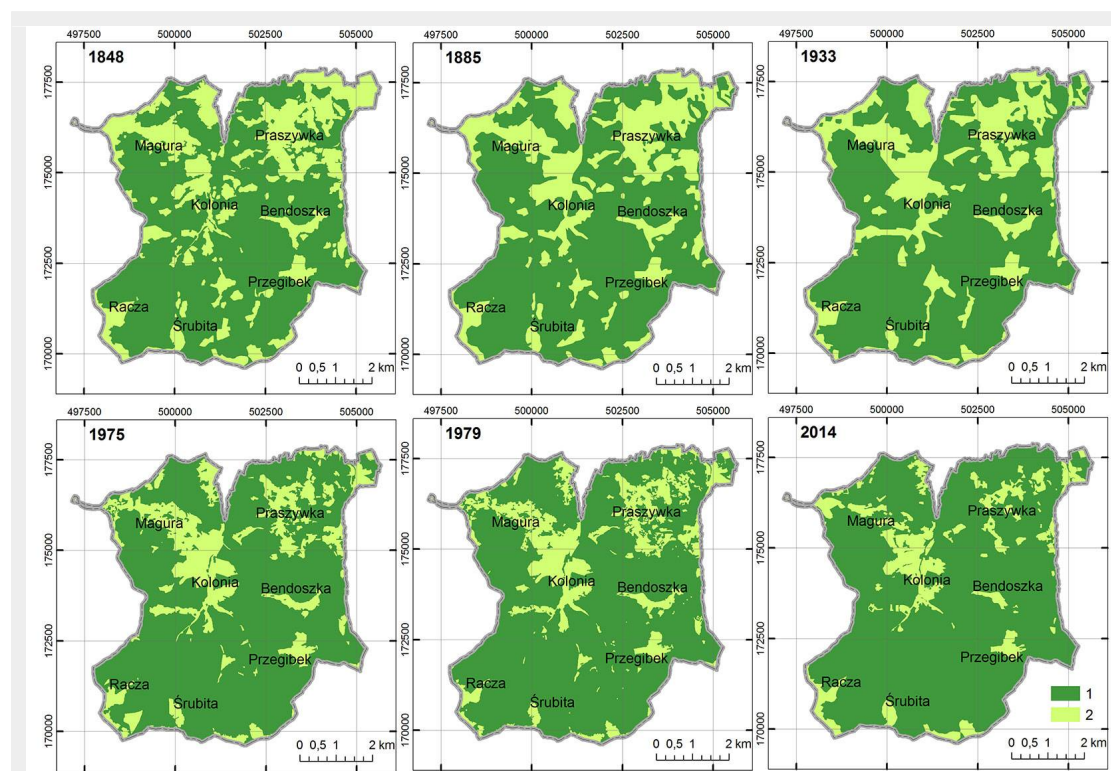 497500 500000 502500 505000
1848
177500
175000
172500
170000
Magura
Praszywka
Kolonia
Bendoszka
Przegibek
Racza
Śrubita
0 0,5 1 2 km
497500 500000 502500 505000
1885
177500
175000
172500
170000
Magura
Praszywka
Kolonia
Bendoszka
Przegibek
Racza
Śrubita
0 0,5 1 2 km
497500 500000 502500 505000
1933
177500
175000
172500
170000
Magura
Praszywka
Kolonia
Bendoszka
Przegibek
Racza
Śrubita
0 0,5 1 2 km
497500 500000 502500 505000
1975
177500
175000
172500
170000
Magura
Praszywka
Kolonia
Bendoszka
Przegibek
Racza
Śrubita
0 0,5 1 2 km
497500 500000 502500 505000
1979
177500
175000
172500
170000
Magura
Praszywka
Kolonia
Bendoszka
Przegibek
Racza
Śrubita
0 0,5 1 2 km
497500 500000 502500 505000
2014
177500
175000
172500
170000
Magura
Praszywka
Kolonia
Bendoszka
Przegibek
Racza
Śrubita
1
2
0 0,5 1 2 km